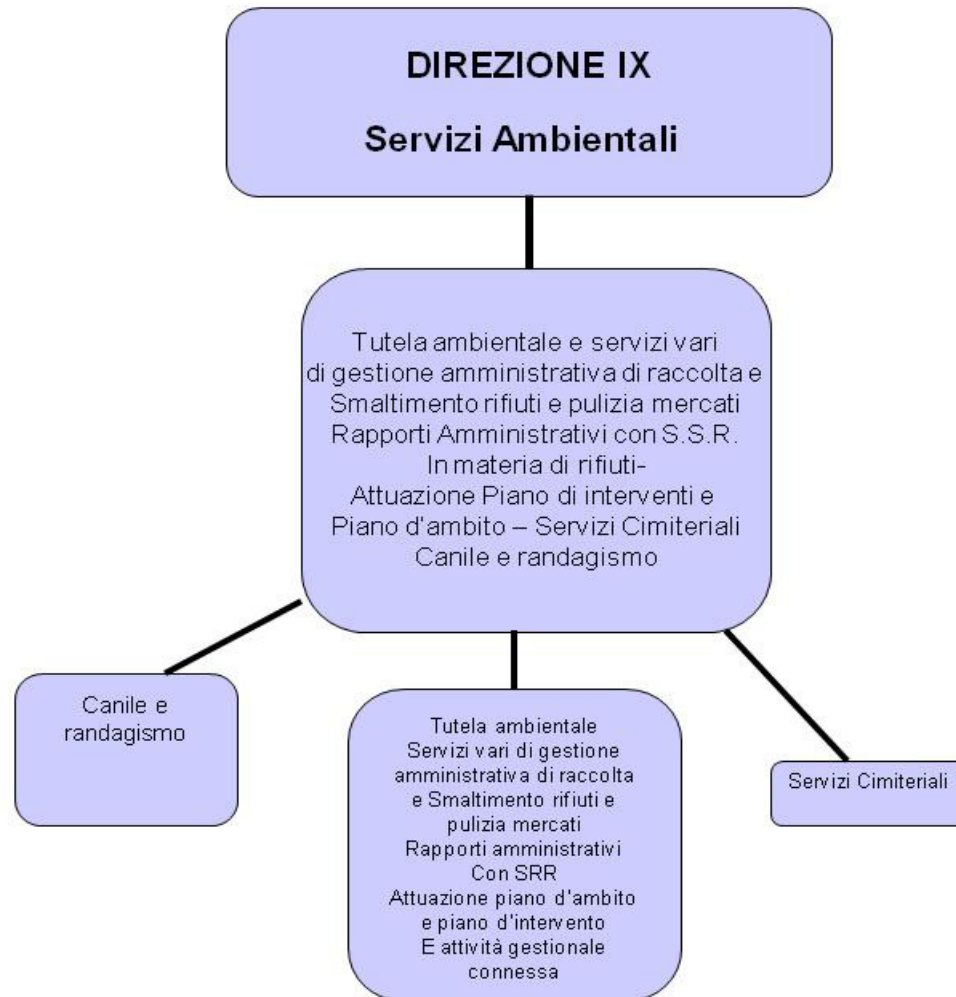 DIREZIONE IX
Servizi Ambientali
Tutela ambientale e servizi vari
di gestione amministrativa di raccolta e
Smaltimento rifiuti e pulizia mercati
Rapporti Amministrativi con S.S.R.
In materia di rifiuti-
Attuazione Piano di interventi e
Piano d'ambito – Servizi Cimiteriali
Canile e randagismo
Canile e
randagismo
Tutela ambientale
Servizi vari di gestione
amministrativa di raccolta
e Smaltimento rifiuti e
pulizia mercati
Rapporti amministrativi
Con SRR
Attuazione piano d'ambito
e piano d'intervento
E attività gestionale
connessa
Servizi Cimiteriali